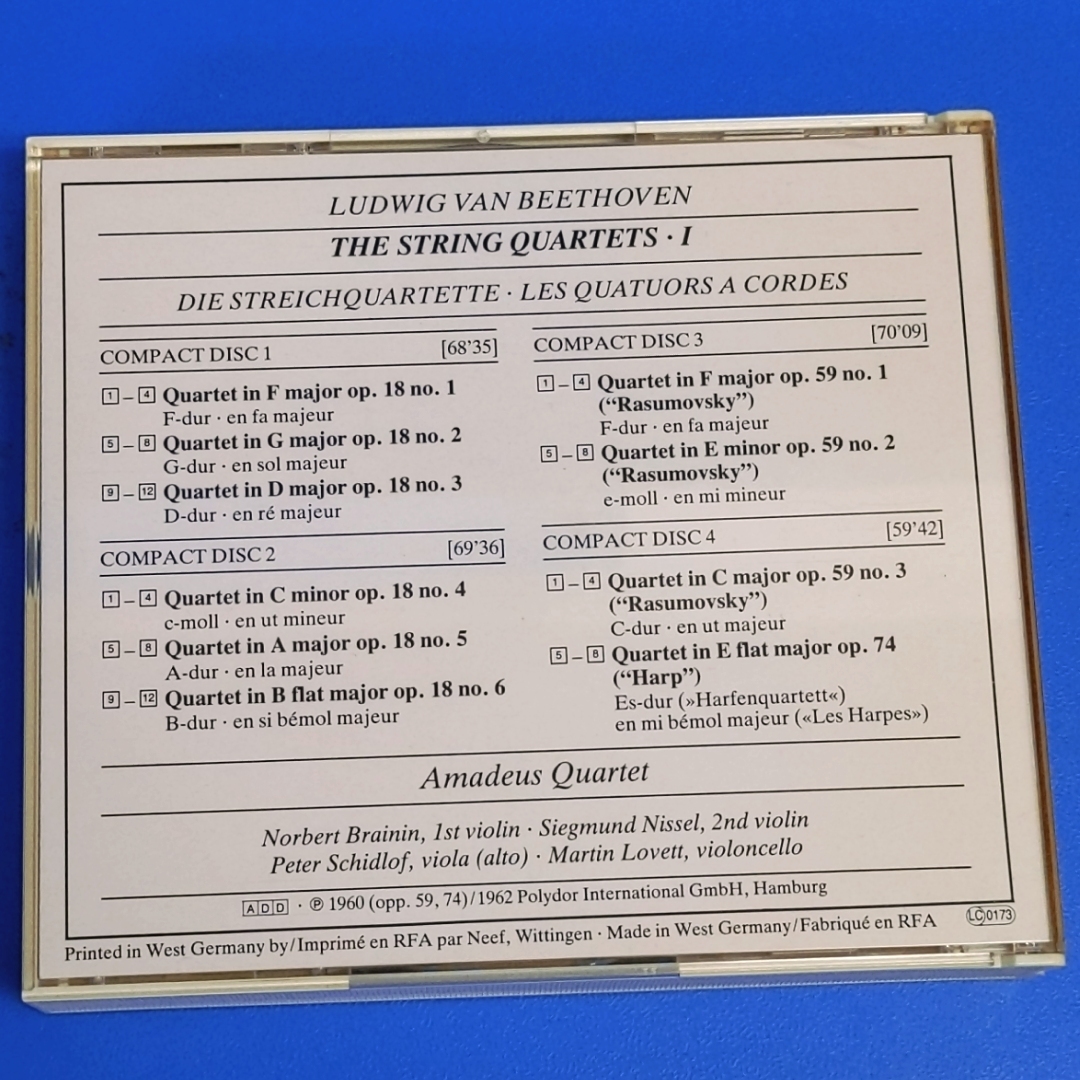 LUDWIG VAN BEETHOVEN
THE STRING QUARTETS · I
DIE STREICHQUARTETTE · LES QUATUORS A CORDES
COMPACT DISC 1 [68’35]
1 – 4 Quartet in F major op. 18 no. 1
F-dur · en fa majeur
5 – 8 Quartet in G major op. 18 no. 2
G-dur · en sol majeur
9 – 12 Quartet in D major op. 18 no. 3
D-dur · en ré majeur
COMPACT DISC 2 [69’36]
1 – 4 Quartet in C minor op. 18 no. 4
c-moll · en ut mineur
5 – 8 Quartet in A major op. 18 no. 5
A-dur · en la majeur
9 – 12 Quartet in B flat major op. 18 no. 6
B-dur · en si bémol majeur
COMPACT DISC 3 [70’09]
1 – 4 Quartet in F major op. 59 no. 1
(“Rasumovsky”)
F-dur · en fa majeur
5 – 8 Quartet in E minor op. 59 no. 2
(“Rasumovsky”)
e-moll · en mi mineur
COMPACT DISC 4 [59’42]
1 – 4 Quartet in C major op. 59 no. 3
(“Rasumovsky”)
C-dur · en ut majeur
5 – 8 Quartet in E flat major op. 74
(“Harp”)
Es-dur (»Harfenquartett«)
en mi bémol majeur («Les Harpes»)
Amadeus Quartet
Norbert Brainin, 1st violin · Siegmund Nissel, 2nd violin
Peter Schidlof, viola (alto) · Martin Lovett, violoncello
ADD · ℗ 1960 (opp. 59, 74)/1962 Polydor International GmbH, Hamburg
Printed in West Germany by/Imprimé en RFA par Neef, Wittingen · Made in West Germany/Fabriqué en RFA LC 0173